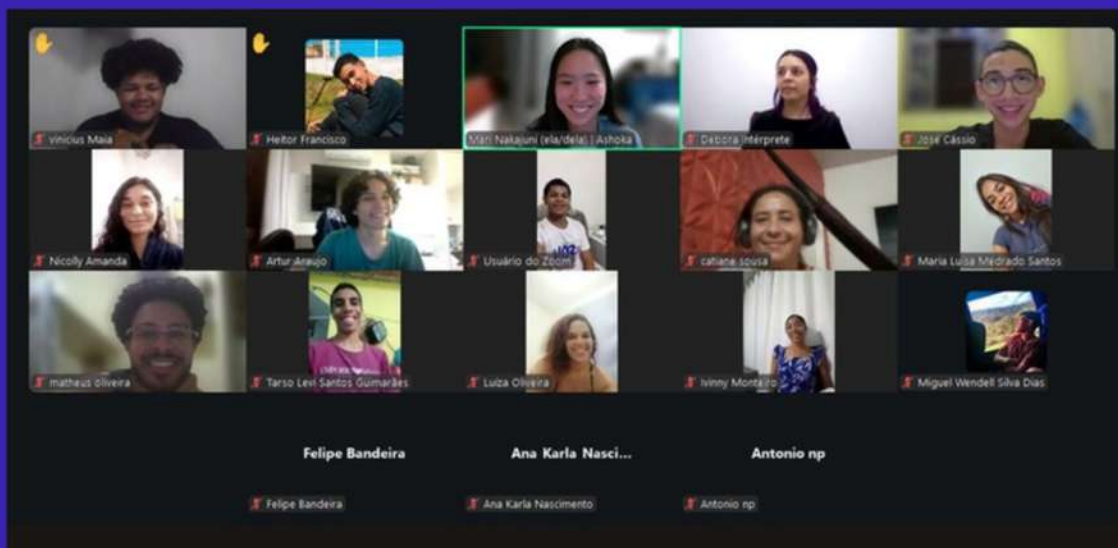 vinicius Maia
Heitor Francisco
Mari Nakajuni (ela/dela) | Ashoka
Debora Intérprete
José Cássio
Nicolly Amanda
Artur Araujo
Usuário do Zoom
catiane sousa
Maria Luisa Medrado Santos
matheus oliveira
Tarso Levi Santos Guimarães
Luiza Oliveira
Ivinny Monteiro
Miguel Wendell Silva Dias
Felipe Bandeira
Ana Karla Nasci...
Antonio np
Felipe Bandeira
Ana Karla Nascimento
Antonio np